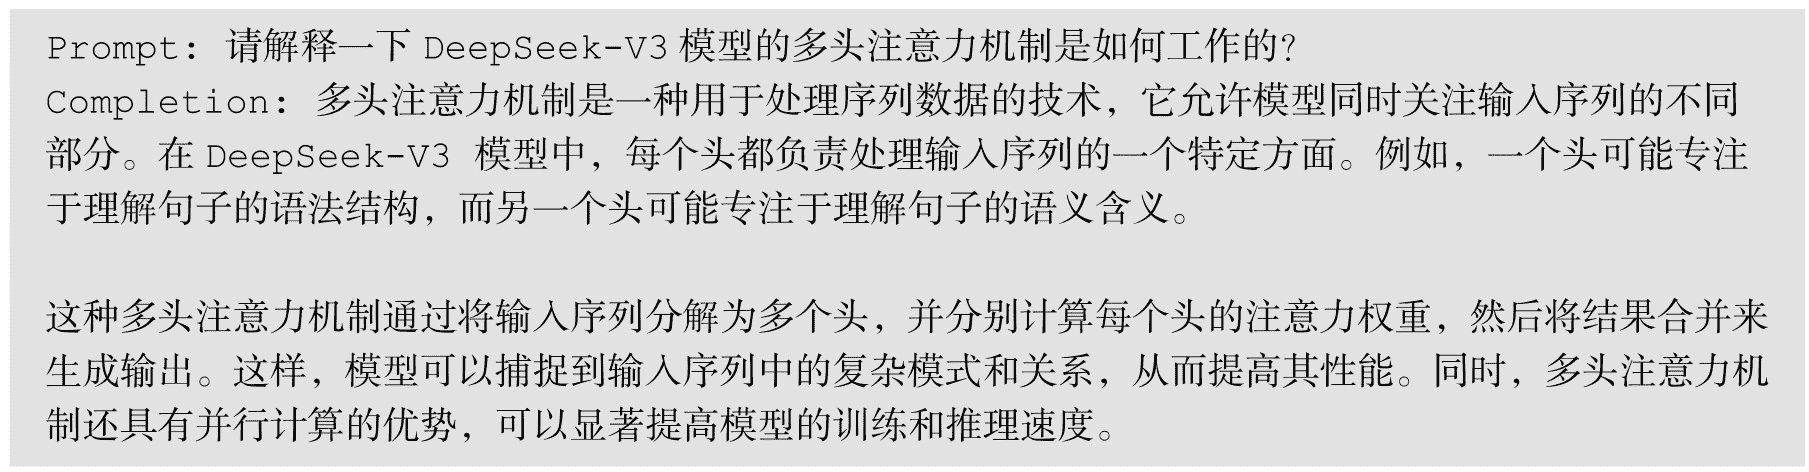 Prompt: 请解释一下 DeepSeek-V3 模型的多头注意力机制是如何工作的?
Completion: 多头注意力机制是一种用于处理序列数据的技术，它允许模型同时关注输入序列的不同
部分。在 DeepSeek-V3 模型中，每个头都负责处理输入序列的一个特定方面。例如，一个头可能专注
于理解句子的语法结构，而另一个头可能专注于理解句子的语义含义。
这种多头注意力机制通过将输入序列分解为多个头，并分别计算每个头的注意力权重，然后将结果合并来
生成输出。这样，模型可以捕捉到输入序列中的复杂模式和关系，从而提高其性能。同时，多头注意力机
制还具有并行计算的优势，可以显著提高模型的训练和推理速度。